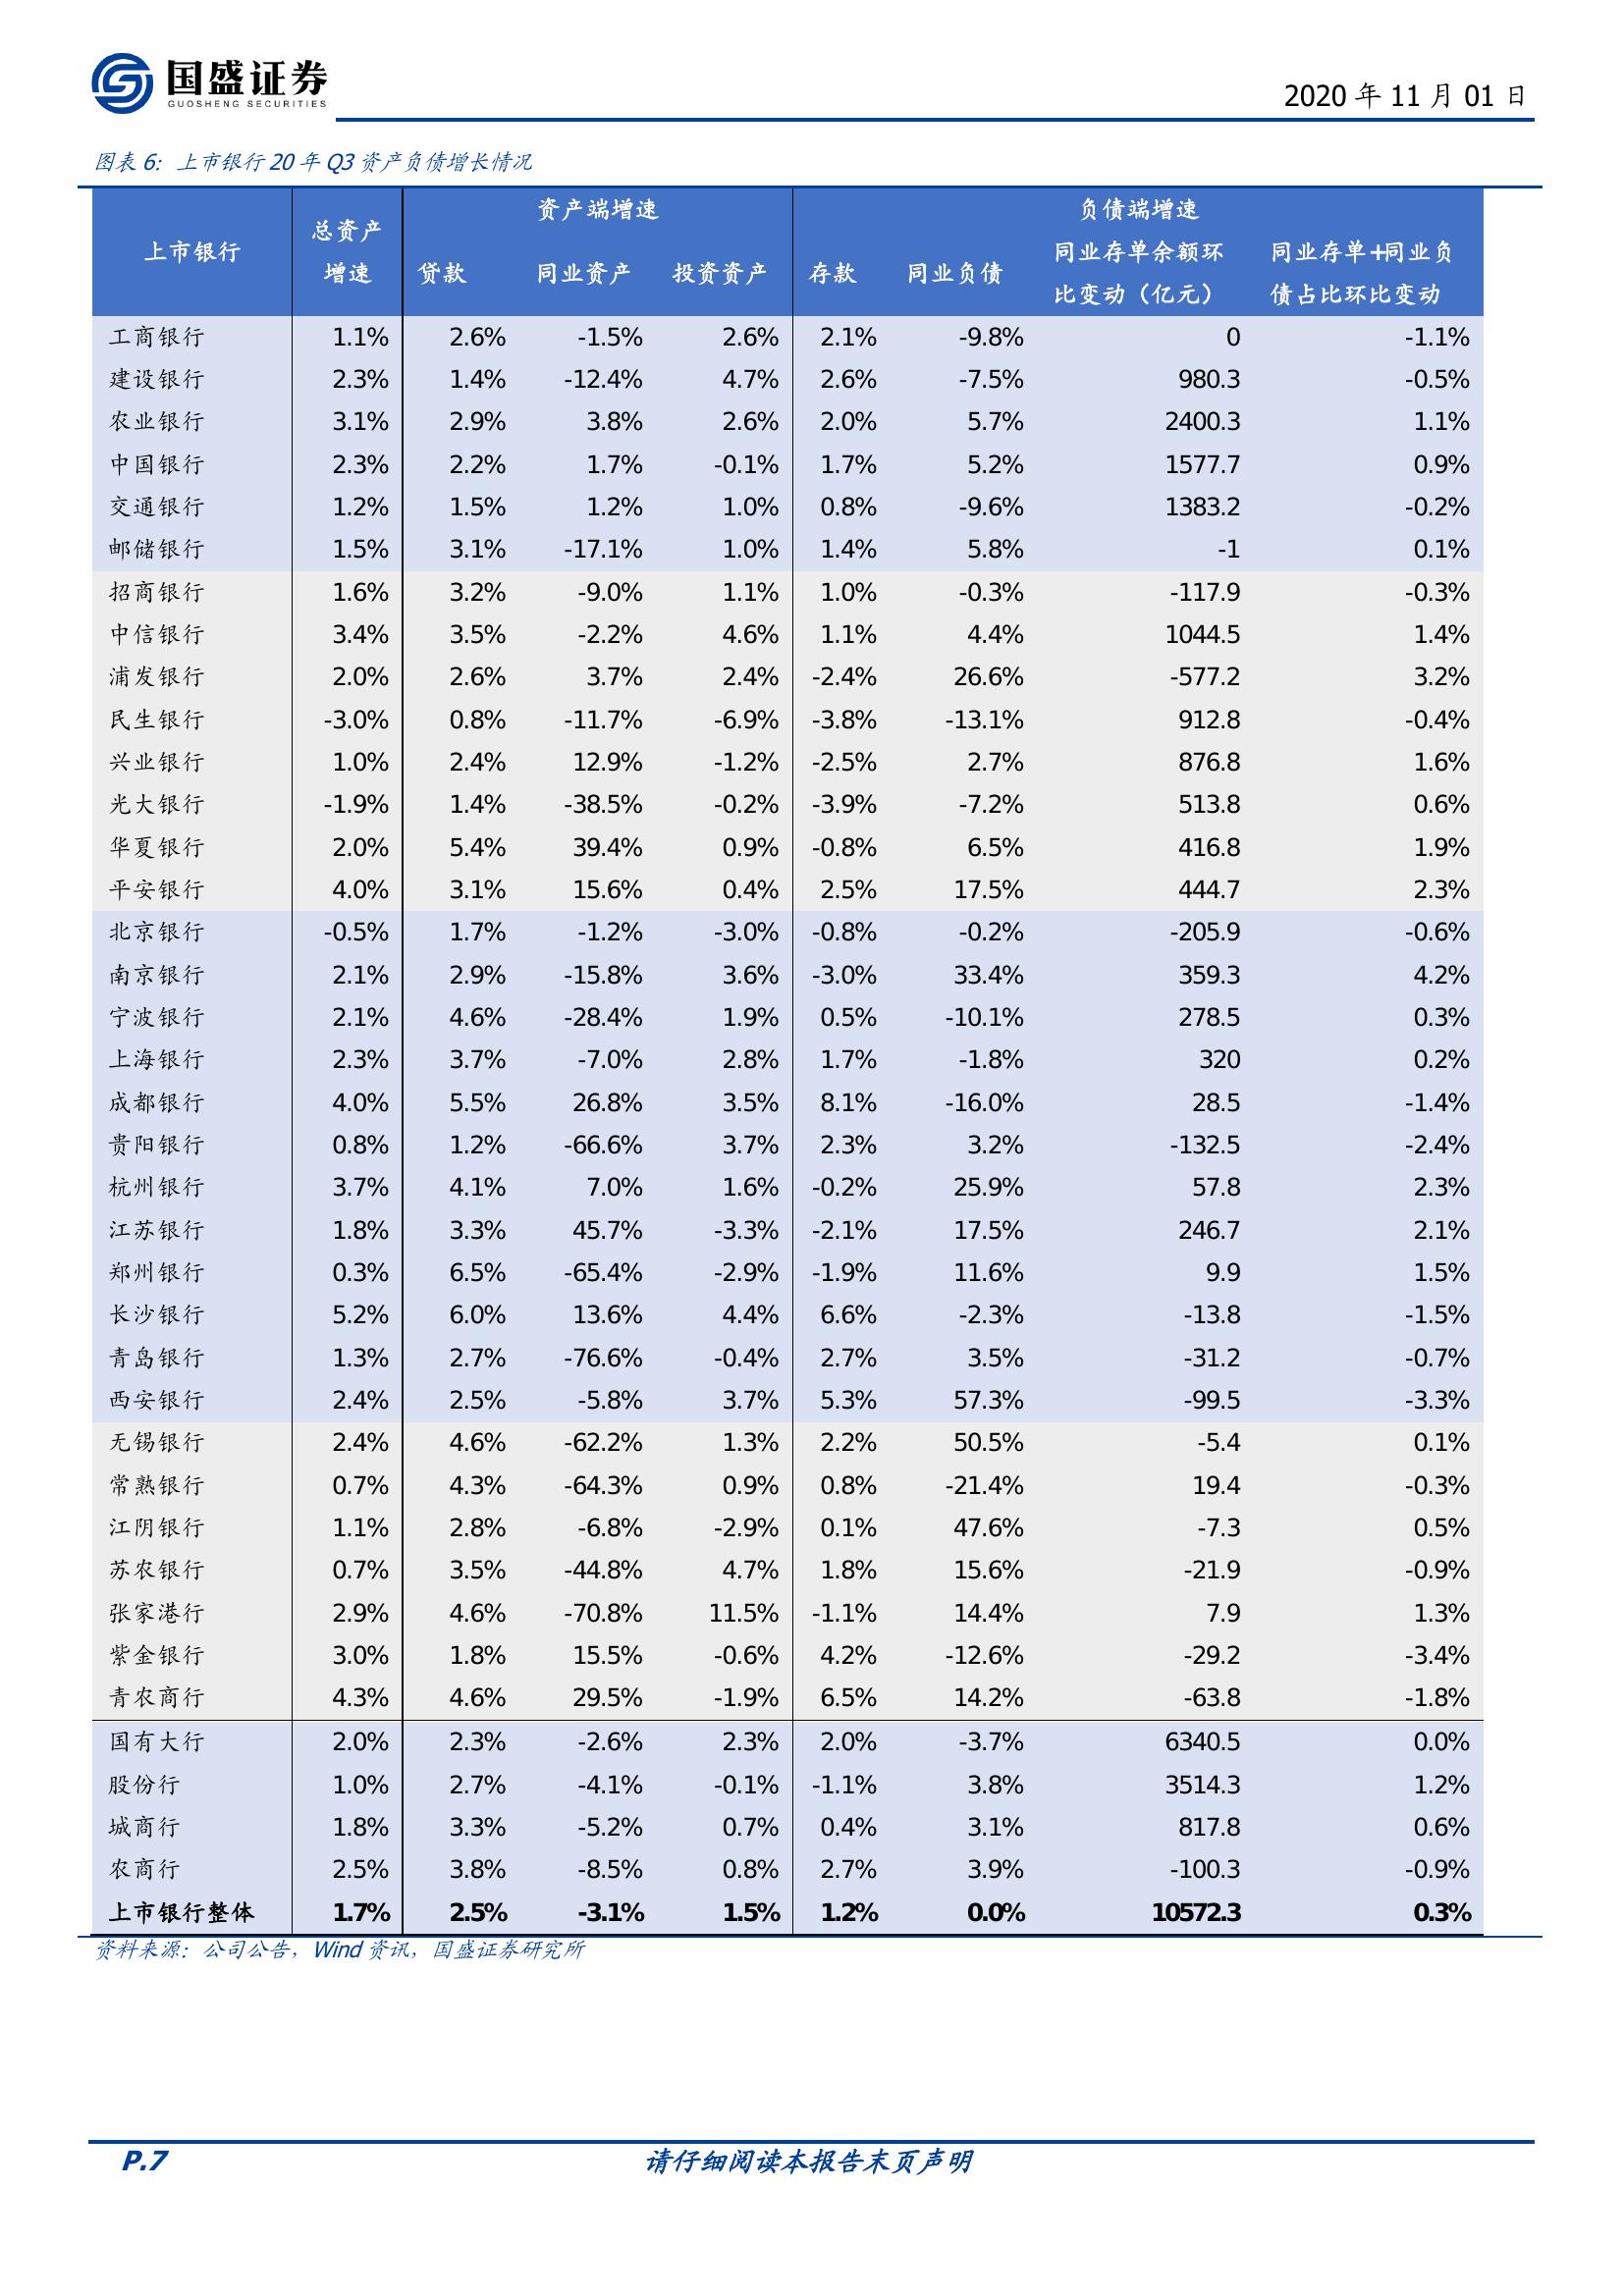 国盛证券
GUOSHENG SECURITIES
2020 年 11 月 01 日
图表 6：上市银行 20 年 Q3 资产负债增长情况
上市银行 总资产增速 资产端增速 负债端增速
贷款 同业资产 投资资产 存款 同业负债 同业存单余额环比变动（亿元） 同业存单+同业负债占比环比变动
工商银行 1.1% 2.6% -1.5% 2.6% 2.1% -9.8% 0 -1.1%
建设银行 2.3% 1.4% -12.4% 4.7% 2.6% -7.5% 980.3 -0.5%
农业银行 3.1% 2.9% 3.8% 2.6% 2.0% 5.7% 2400.3 1.1%
中国银行 2.3% 2.2% 1.7% -0.1% 1.7% 5.2% 1577.7 0.9%
交通银行 1.2% 1.5% 1.2% 1.0% 0.8% -9.6% 1383.2 -0.2%
邮储银行 1.5% 3.1% -17.1% 1.0% 1.4% 5.8% -1 0.1%
招商银行 1.6% 3.2% -9.0% 1.1% 1.0% -0.3% -117.9 -0.3%
中信银行 3.4% 3.5% -2.2% 4.6% 1.1% 4.4% 1044.5 1.4%
浦发银行 2.0% 2.6% 3.7% 2.4% -2.4% 26.6% -577.2 3.2%
民生银行 -3.0% 0.8% -11.7% -6.9% -3.8% -13.1% 912.8 -0.4%
兴业银行 1.0% 2.4% 12.9% -1.2% -2.5% 2.7% 876.8 1.6%
光大银行 -1.9% 1.4% -38.5% -0.2% -3.9% -7.2% 513.8 0.6%
华夏银行 2.0% 5.4% 39.4% 0.9% -0.8% 6.5% 416.8 1.9%
平安银行 4.0% 3.1% 15.6% 0.4% 2.5% 17.5% 444.7 2.3%
北京银行 -0.5% 1.7% -1.2% -3.0% -0.8% -0.2% -205.9 -0.6%
南京银行 2.1% 2.9% -15.8% 3.6% -3.0% 33.4% 359.3 4.2%
宁波银行 2.1% 4.6% -28.4% 1.9% 0.5% -10.1% 278.5 0.3%
上海银行 2.3% 3.7% -7.0% 2.8% 1.7% -1.8% 320 0.2%
成都银行 4.0% 5.5% 26.8% 3.5% 8.1% -16.0% 28.5 -1.4%
贵阳银行 0.8% 1.2% -66.6% 3.7% 2.3% 3.2% -132.5 -2.4%
杭州银行 3.7% 4.1% 7.0% 1.6% -0.2% 25.9% 57.8 2.3%
江苏银行 1.8% 3.3% 45.7% -3.3% -2.1% 17.5% 246.7 2.1%
郑州银行 0.3% 6.5% -65.4% -2.9% -1.9% 11.6% 9.9 1.5%
长沙银行 5.2% 6.0% 13.6% 4.4% 6.6% -2.3% -13.8 -1.5%
青岛银行 1.3% 2.7% -76.6% -0.4% 2.7% 3.5% -31.2 -0.7%
西安银行 2.4% 2.5% -5.8% 3.7% 5.3% 57.3% -99.5 -3.3%
无锡银行 2.4% 4.6% -62.2% 1.3% 2.2% 50.5% -5.4 0.1%
常熟银行 0.7% 4.3% -64.3% 0.9% 0.8% -21.4% 19.4 -0.3%
江阴银行 1.1% 2.8% -6.8% -2.9% 0.1% 47.6% -7.3 0.5%
苏农银行 0.7% 3.5% -44.8% 4.7% 1.8% 15.6% -21.9 -0.9%
张家港行 2.9% 4.6% -70.8% 11.5% -1.1% 14.4% 7.9 1.3%
紫金银行 3.0% 1.8% 15.5% -0.6% 4.2% -12.6% -29.2 -3.4%
青农商行 4.3% 4.6% 29.5% -1.9% 6.5% 14.2% -63.8 -1.8%
国有大行 2.0% 2.3% -2.6% 2.3% 2.0% -3.7% 6340.5 0.0%
股份行 1.0% 2.7% -4.1% -0.1% -1.1% 3.8% 3514.3 1.2%
城商行 1.8% 3.3% -5.2% 0.7% 0.4% 3.1% 817.8 0.6%
农商行 2.5% 3.8% -8.5% 0.8% 2.7% 3.9% -100.3 -0.9%
上市银行整体 1.7% 2.5% -3.1% 1.5% 1.2% 0.0% 10572.3 0.3%
资料来源：公司公告，Wind 资讯，国盛证券研究所
P.7 请仔细阅读本报告末页声明